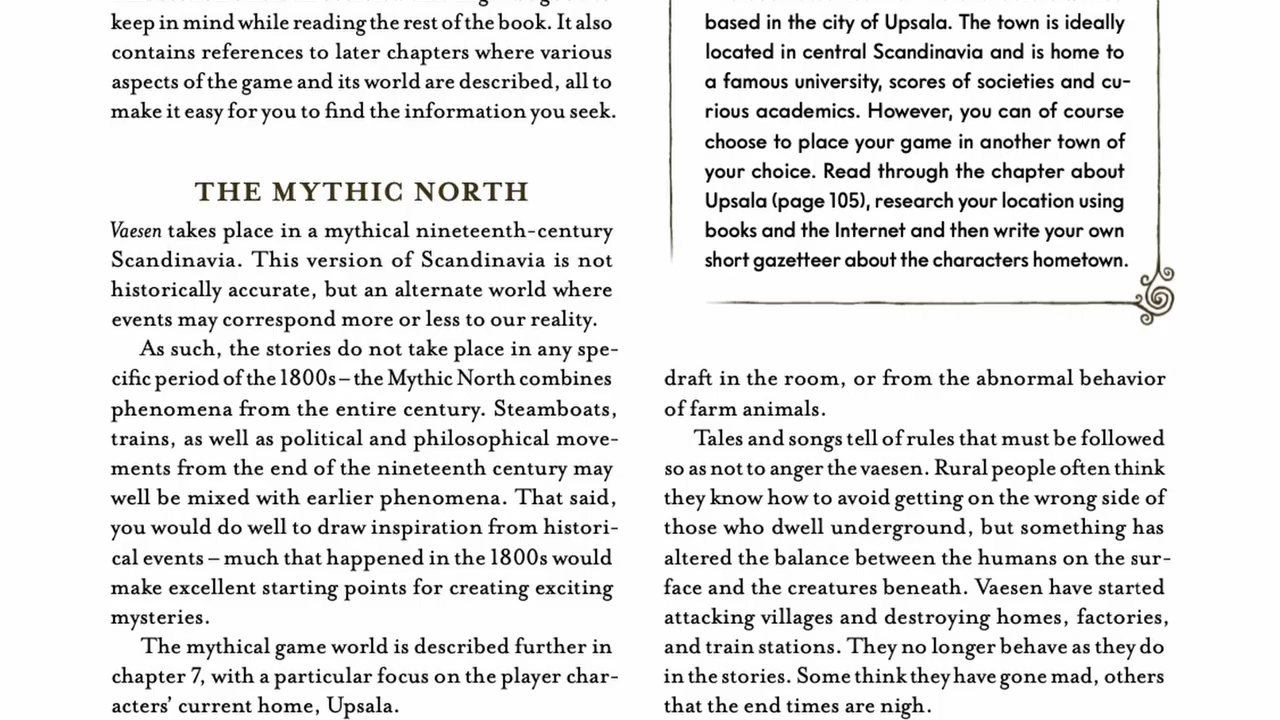 keep in mind while reading the rest of the book. It also
contains references to later chapters where various
aspects of the game and its world are described, all to
make it easy for you to find the information you seek.
THE MYTHIC NORTH
Vaesen takes place in a mythical nineteenth-century
Scandinavia. This version of Scandinavia is not
historically accurate, but an alternate world where
events may correspond more or less to our reality.
As such, the stories do not take place in any spe-
cific period of the 1800s – the Mythic North combines
phenomena from the entire century. Steamboats,
trains, as well as political and philosophical move-
ments from the end of the nineteenth century may
well be mixed with earlier phenomena. That said,
you would do well to draw inspiration from histori-
cal events – much that happened in the 1800s would
make excellent starting points for creating exciting
mysteries.
The mythical game world is described further in
chapter 7, with a particular focus on the player char-
acters’ current home, Upsala.
based in the city of Upsala. The town is ideally
located in central Scandinavia and is home to
a famous university, scores of societies and cu-
rious academics. However, you can of course
choose to place your game in another town of
your choice. Read through the chapter about
Upsala (page 105), research your location using
books and the Internet and then write your own
short gazetteer about the characters hometown.
draft in the room, or from the abnormal behavior
of farm animals.
Tales and songs tell of rules that must be followed
so as not to anger the vaesen. Rural people often think
they know how to avoid getting on the wrong side of
those who dwell underground, but something has
altered the balance between the humans on the sur-
face and the creatures beneath. Vaesen have started
attacking villages and destroying homes, factories,
and train stations. They no longer behave as they do
in the stories. Some think they have gone mad, others
that the end times are nigh.